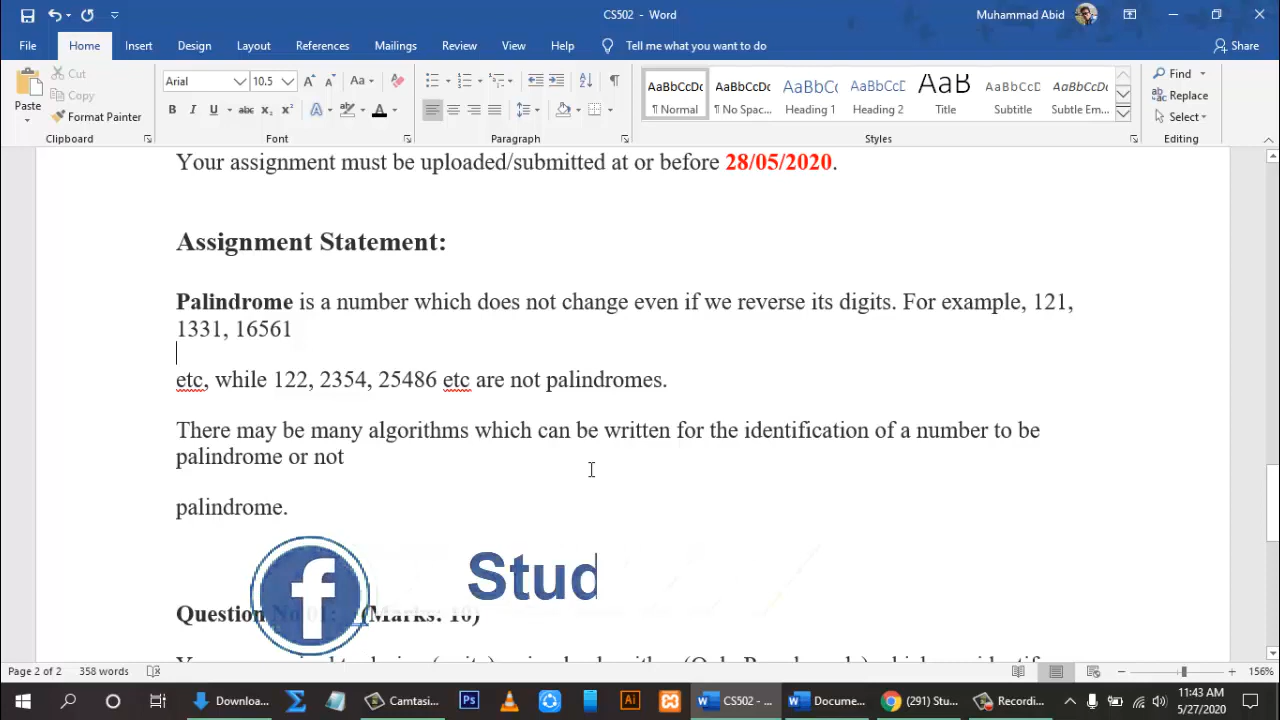 CS502 - Word
Muhammad Abid
File Home Insert Design Layout References Mailings Review View Help Tell me what you want to do Share
Paste
Cut
Copy
Format Painter
Clipboard
Arial 10.5
Font
Paragraph
AaBbCcDc AaBbCcDc AaBbCc AaBbCcD AaB AaBbCcD AaBbCcDc
¶ Normal ¶ No Spac... Heading 1 Heading 2 Title Subtitle Subtle Em...
Styles
Find
Replace
Select
Editing
Your assignment must be uploaded/submitted at or before 28/05/2020.
Assignment Statement:
Palindrome is a number which does not change even if we reverse its digits. For example, 121,
1331, 16561
etc, while 122, 2354, 25486 etc are not palindromes.
There may be many algorithms which can be written for the identification of a number to be
palindrome or not
palindrome.
Stud
Question No 01: (Marks: 10)
Page 2 of 2 358 words 156%
Downloa... Camtasi... CS502 - ... Docume... (291) Stu... Recordi...
11:43 AM
5/27/2020